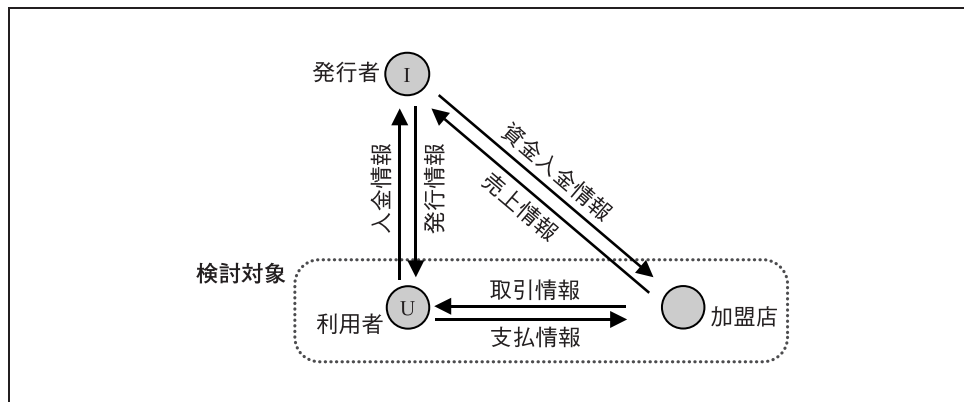 発行者
I
資金入金情報
売上情報
入金情報
発行情報
検討対象
取引情報
U
利用者
加盟店
支払情報